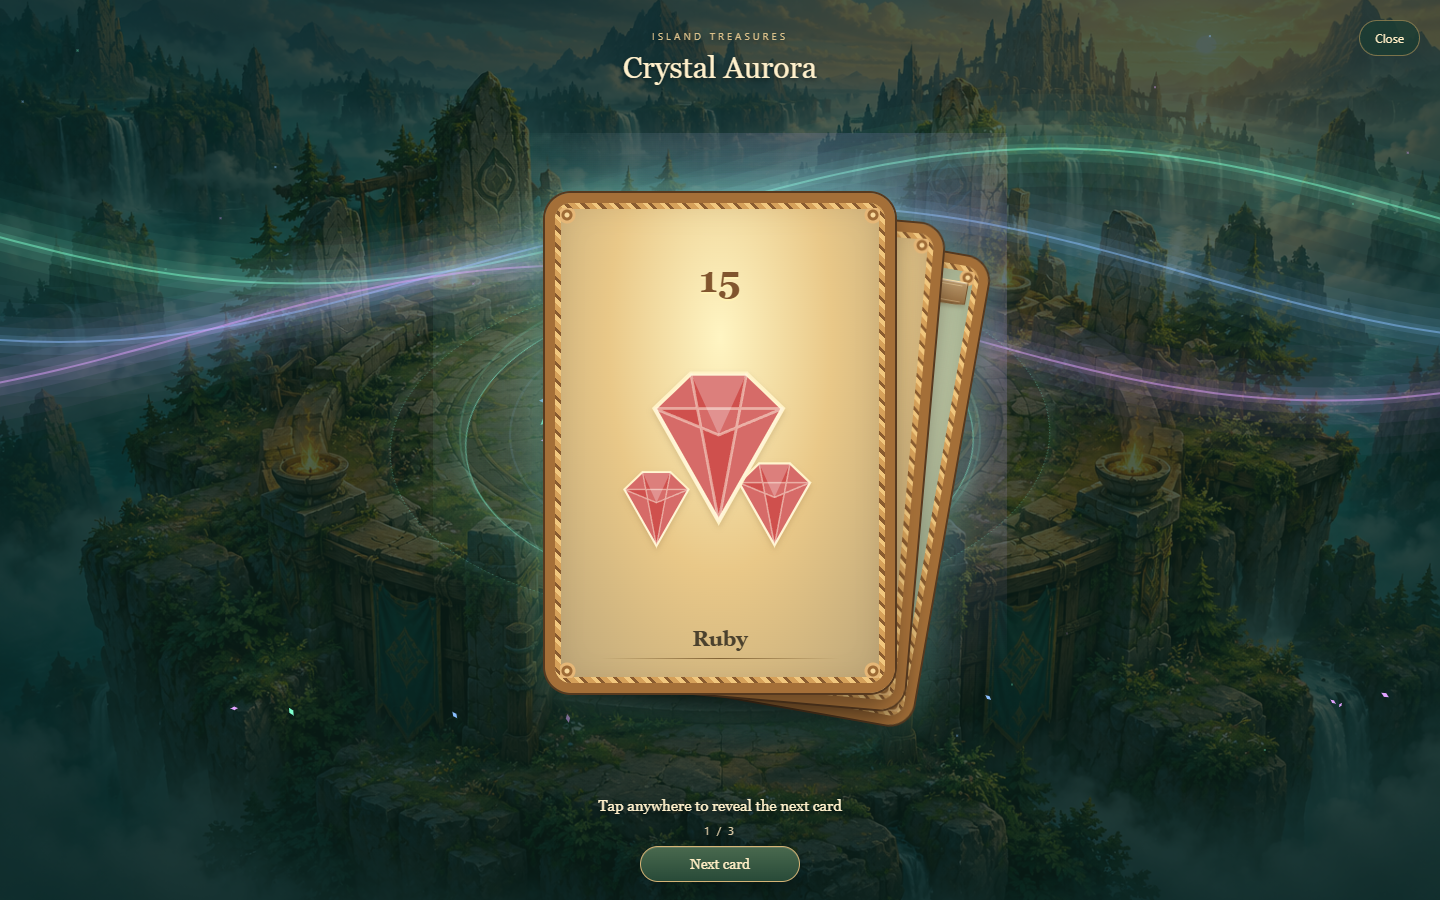 ISLAND TREASURES
Crystal Aurora
Close
15
Ruby
Tap anywhere to reveal the next card
1 / 3
Next card